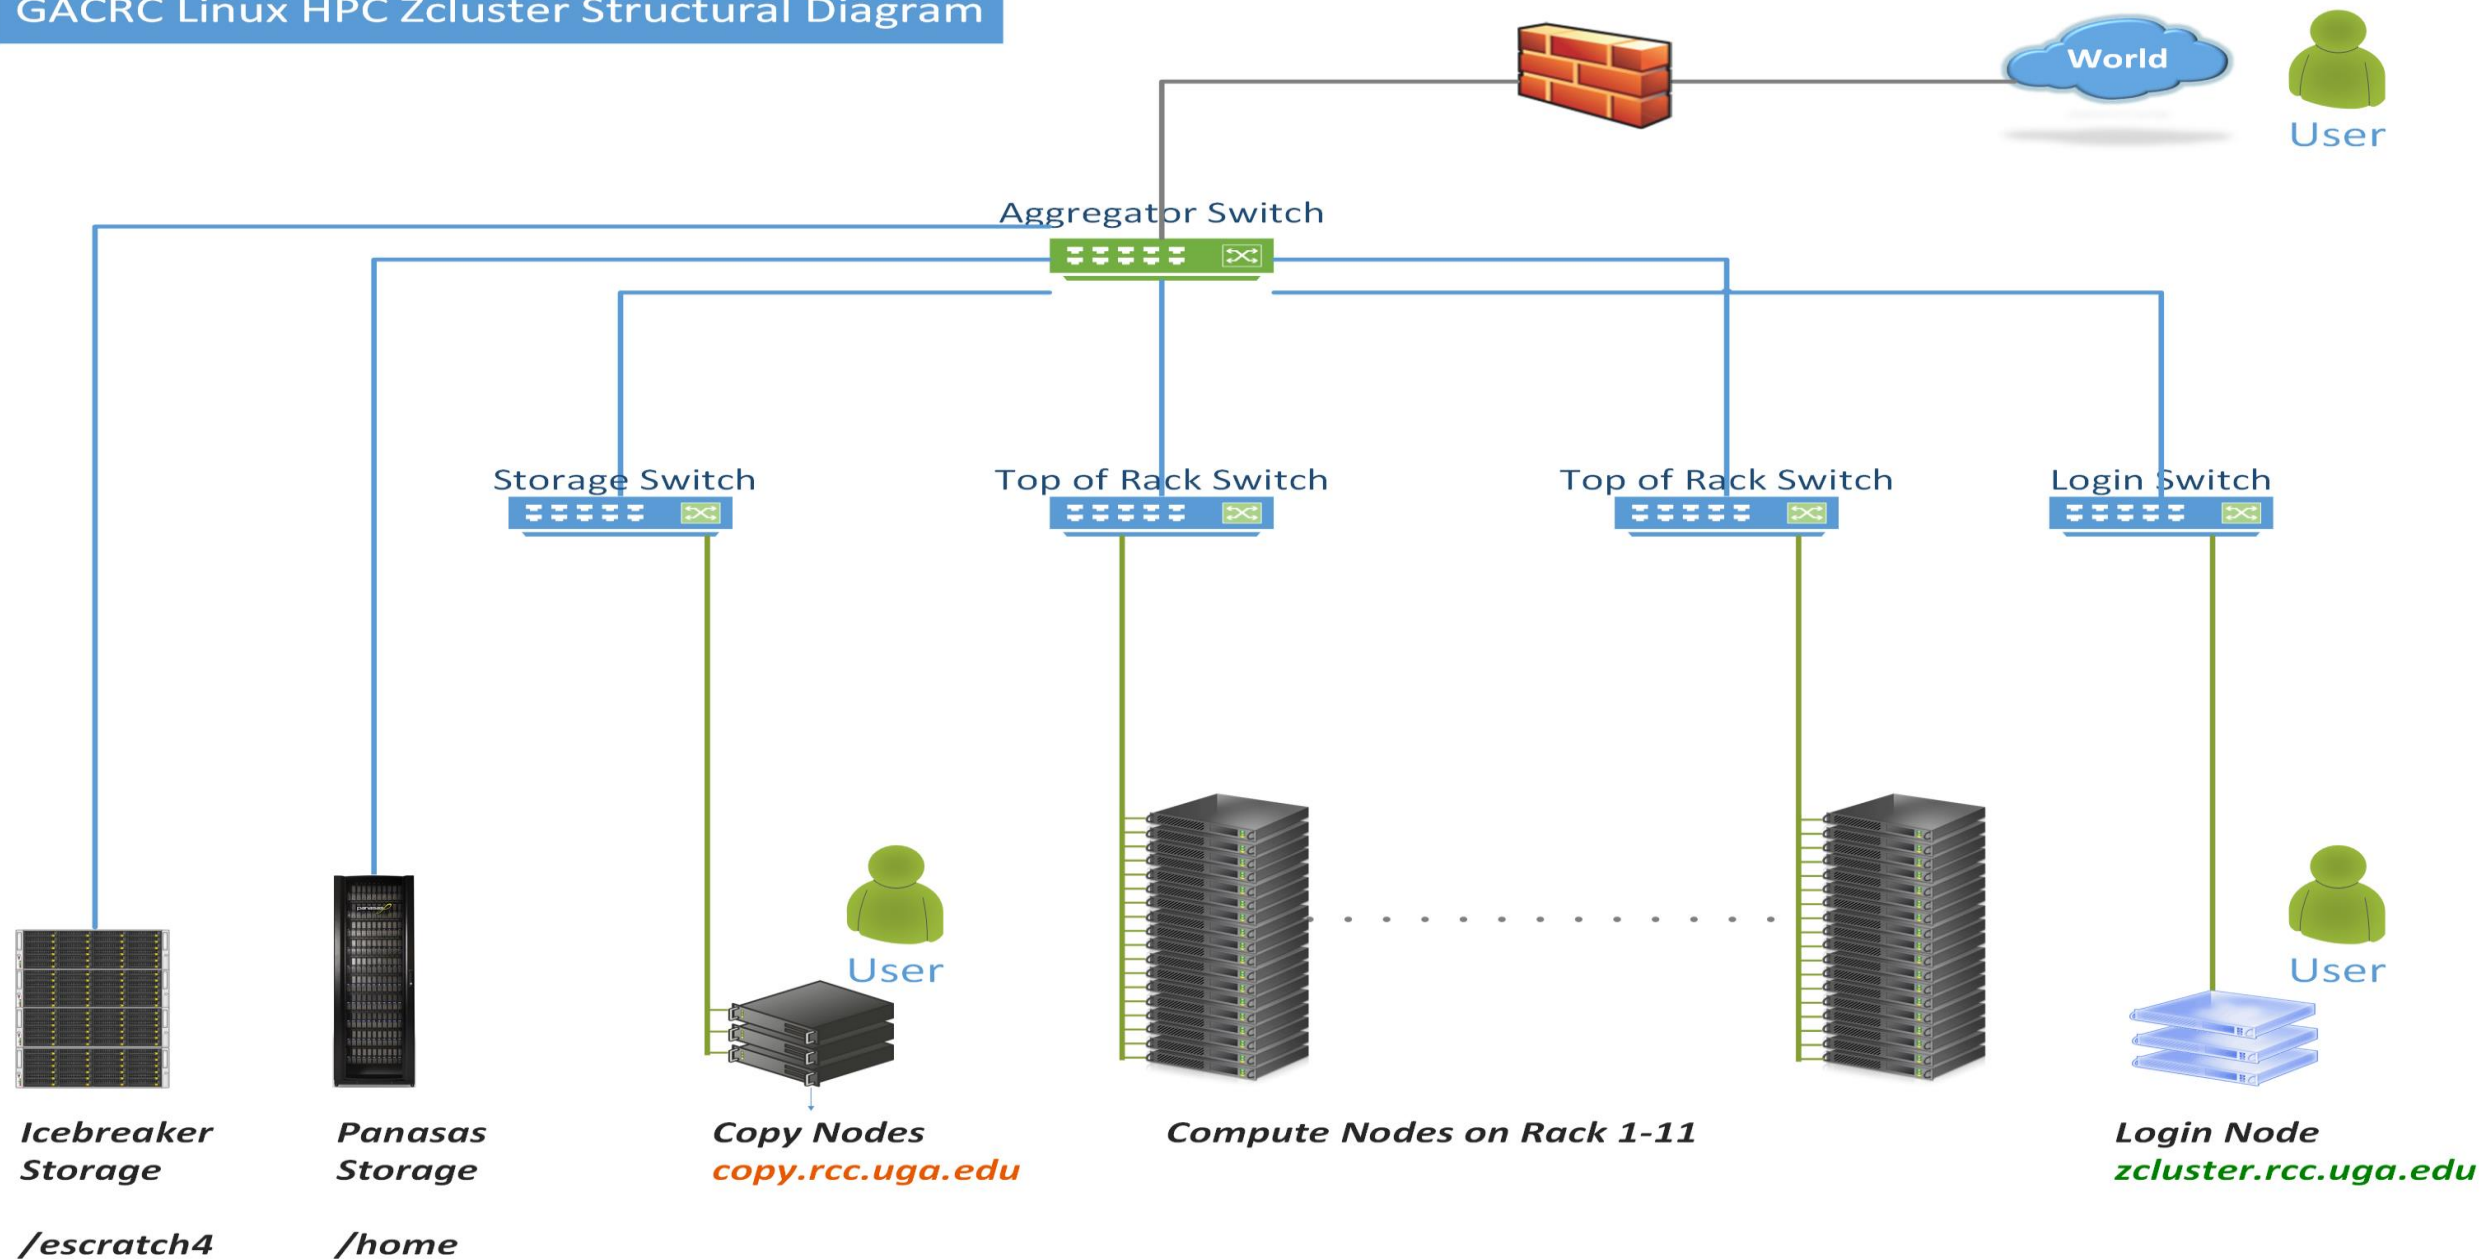 GACRC Linux HPC Zcluster Structural Diagram
World
User
Aggregator Switch
Storage Switch
Top of Rack Switch
Top of Rack Switch
Login Switch
panasas
User
User
Icebreaker
Storage
/escratch4
Panasas
Storage
/home
Copy Nodes
copy.rcc.uga.edu
Compute Nodes on Rack 1-11
Login Node
zcluster.rcc.uga.edu